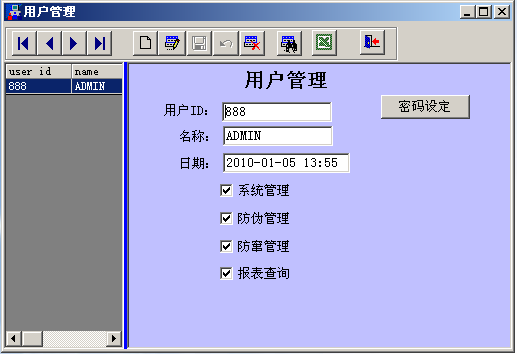 用户管理
user id name
888 ADMIN
用户管理
用户ID: 888
密码设定
名称: ADMIN
日期: 2010-01-05 13:55
系统管理
防伪管理
防窜管理
报表查询